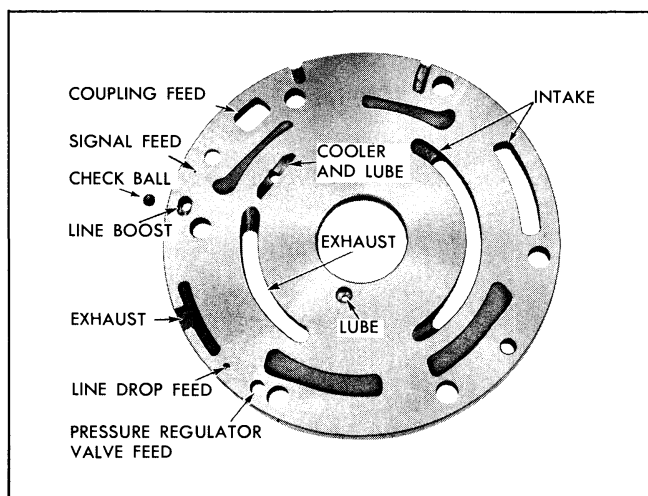 COUPLING FEED
SIGNAL FEED
CHECK BALL
LINE BOOST
EXHAUST
LINE DROP FEED
PRESSURE REGULATOR
VALVE FEED
COOLER
AND LUBE
EXHAUST
LUBE
INTAKE